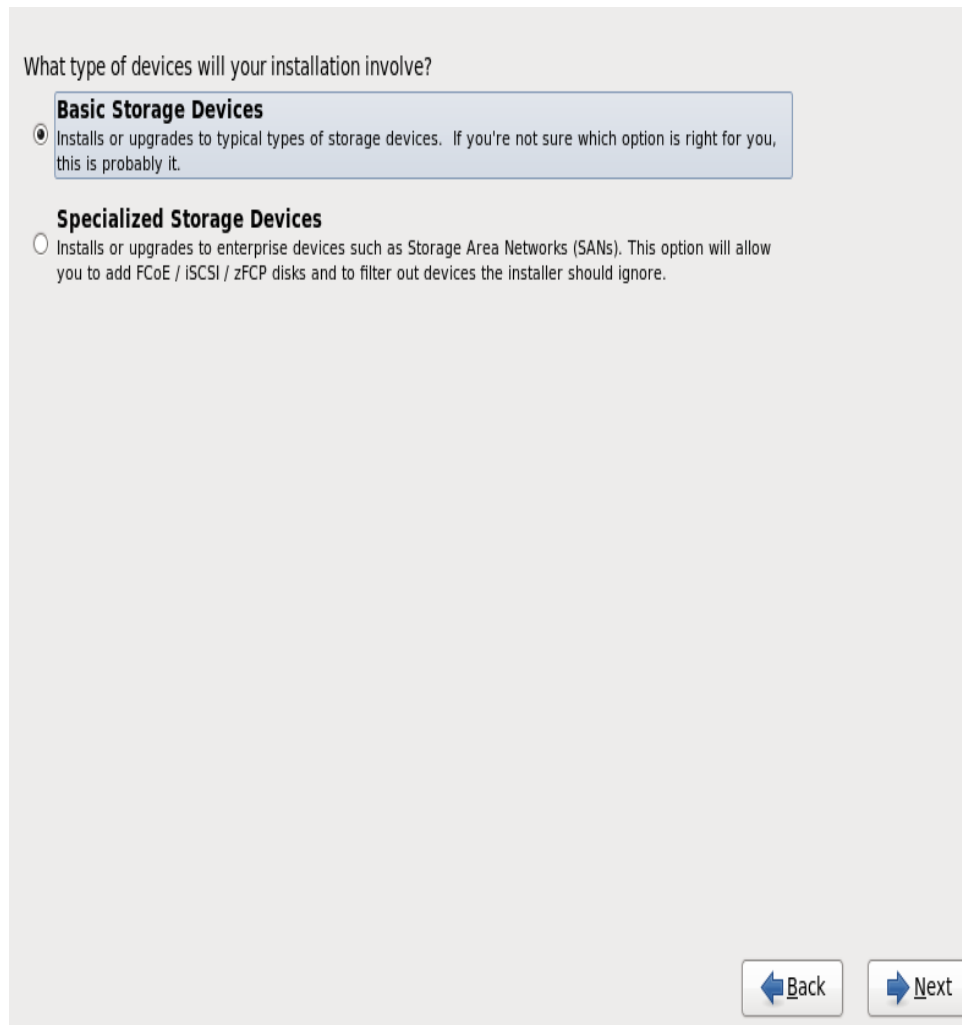 What type of devices will your installation involve?
Basic Storage Devices
Installs or upgrades to typical types of storage devices.  If you're not sure which option is right for you,
this is probably it.
Specialized Storage Devices
Installs or upgrades to enterprise devices such as Storage Area Networks (SANs). This option will allow
you to add FCoE / iSCSI / zFCP disks and to filter out devices the installer should ignore.
Back
Next